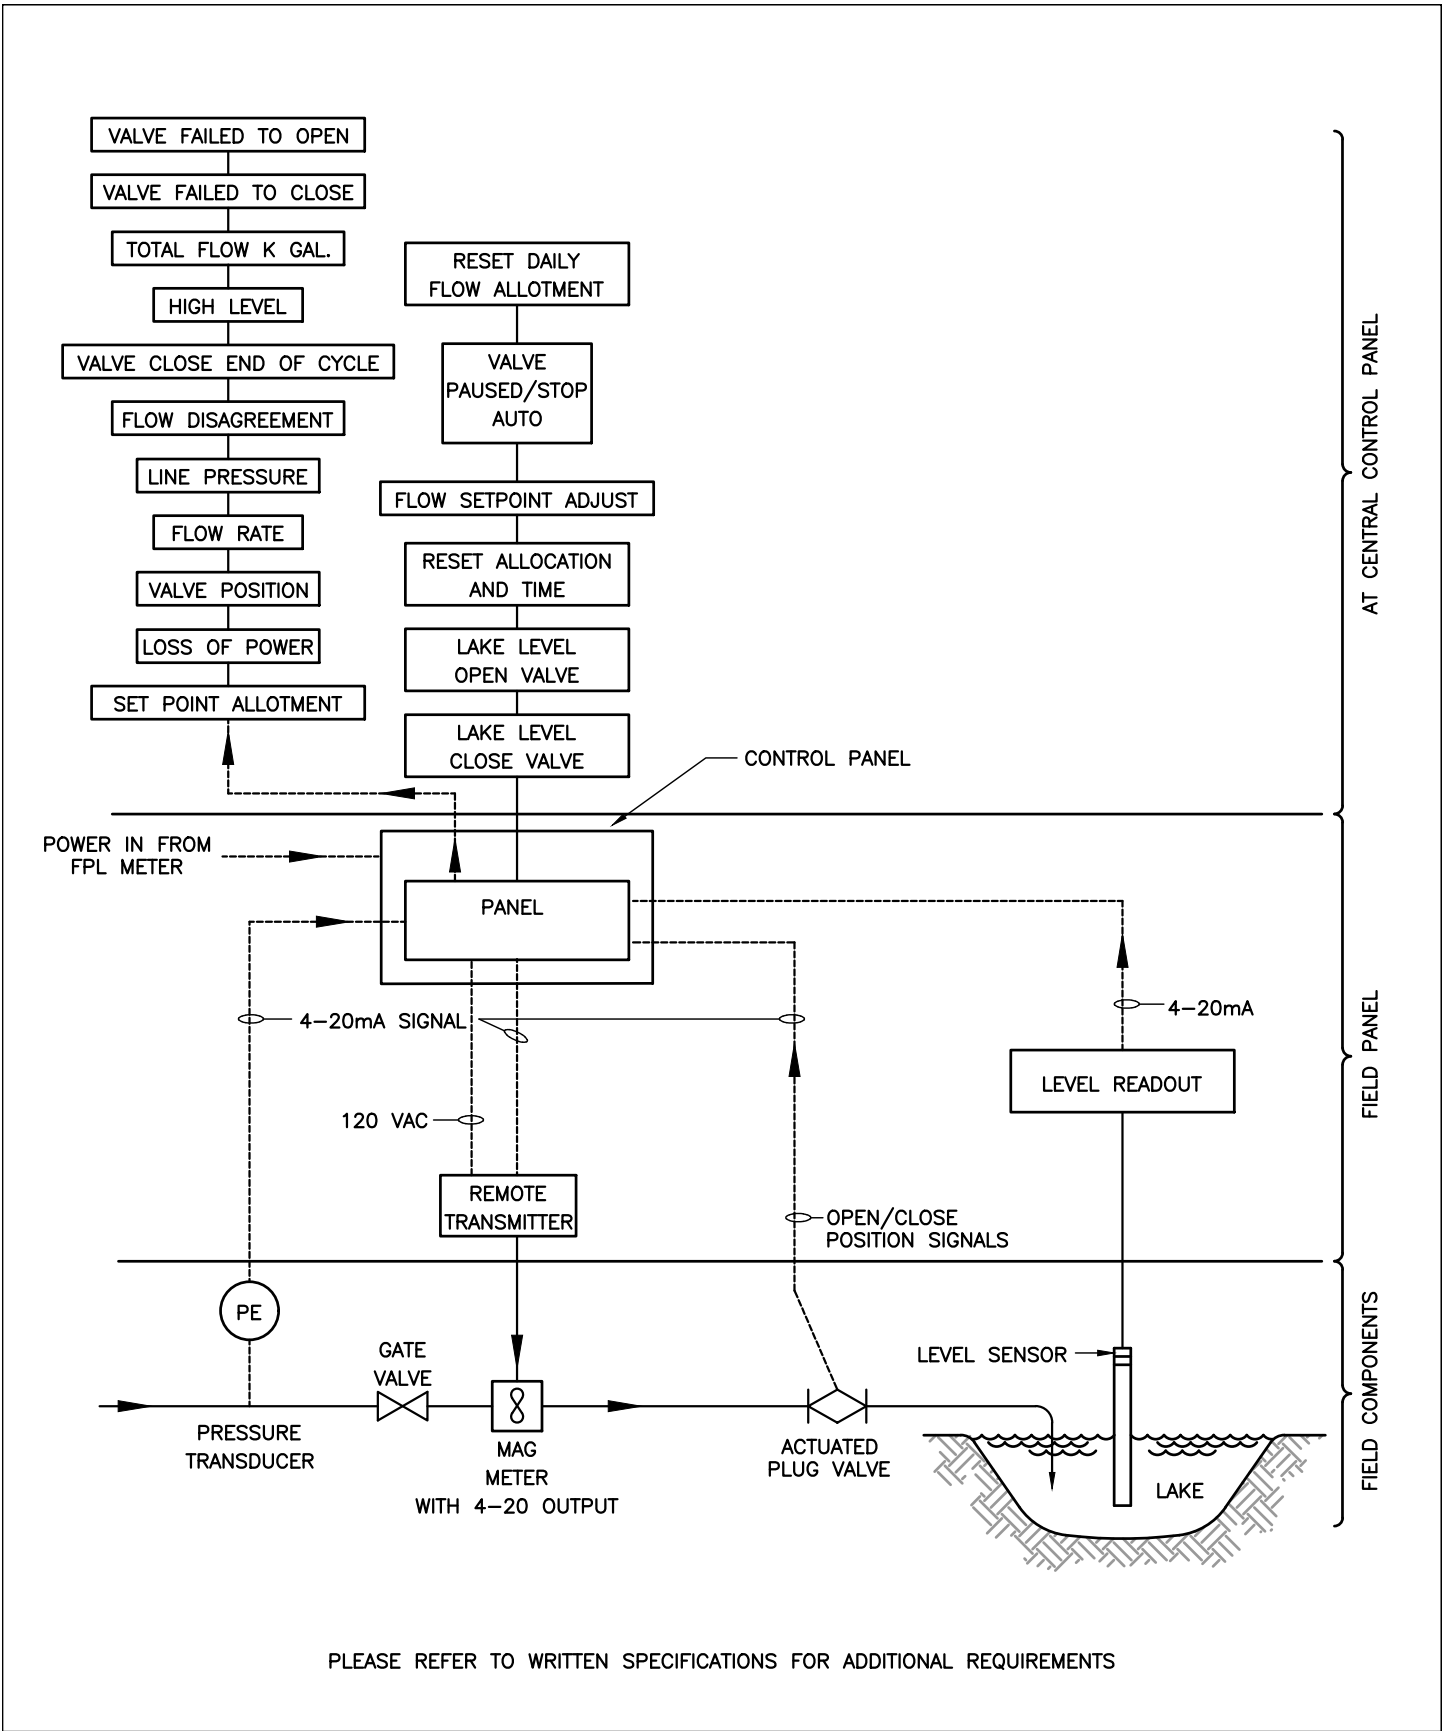 VALVE FAILED TO OPEN
VALVE FAILED TO CLOSE
TOTAL FLOW K GAL.
HIGH LEVEL
VALVE CLOSE END OF CYCLE
FLOW DISAGREEMENT
LINE PRESSURE
FLOW RATE
VALVE POSITION
LOSS OF POWER
SET POINT ALLOTMENT
RESET DAILY
FLOW ALLOTMENT
VALVE
PAUSED/STOP
AUTO
FLOW SETPOINT ADJUST
RESET ALLOCATION
AND TIME
LAKE LEVEL
OPEN VALVE
LAKE LEVEL
CLOSE VALVE
CONTROL PANEL
AT CENTRAL CONTROL PANEL
POWER IN FROM
FPL METER
PANEL
4-20mA SIGNAL
4-20mA
LEVEL READOUT
120 VAC
REMOTE
TRANSMITTER
OPEN/CLOSE
POSITION SIGNALS
FIELD PANEL
PE
GATE
VALVE
LEVEL SENSOR
PRESSURE
TRANSDUCER
MAG
METER
WITH 4-20 OUTPUT
ACTUATED
PLUG VALVE
LAKE
FIELD COMPONENTS
PLEASE REFER TO WRITTEN SPECIFICATIONS FOR ADDITIONAL REQUIREMENTS